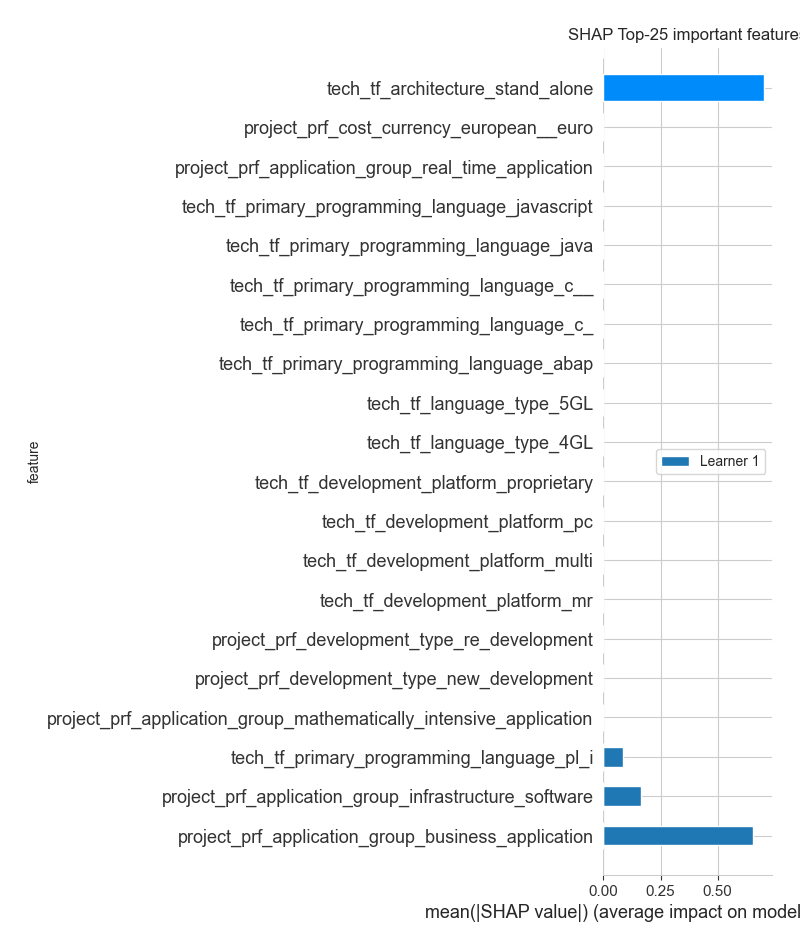 SHAP Top-25 important features
tech_tf_architecture_stand_alone
project_prf_cost_currency_european__euro
project_prf_application_group_real_time_application
tech_tf_primary_programming_language_javascript
tech_tf_primary_programming_language_java
tech_tf_primary_programming_language_c__
tech_tf_primary_programming_language_c_
tech_tf_primary_programming_language_abap
tech_tf_language_type_5GL
tech_tf_language_type_4GL
Learner 1
feature
tech_tf_development_platform_proprietary
tech_tf_development_platform_pc
tech_tf_development_platform_multi
tech_tf_development_platform_mr
project_prf_development_type_re_development
project_prf_development_type_new_development
project_prf_application_group_mathematically_intensive_application
tech_tf_primary_programming_language_pl_i
project_prf_application_group_infrastructure_software
project_prf_application_group_business_application
0.00 0.25 0.50
mean(|SHAP value|) (average impact on model